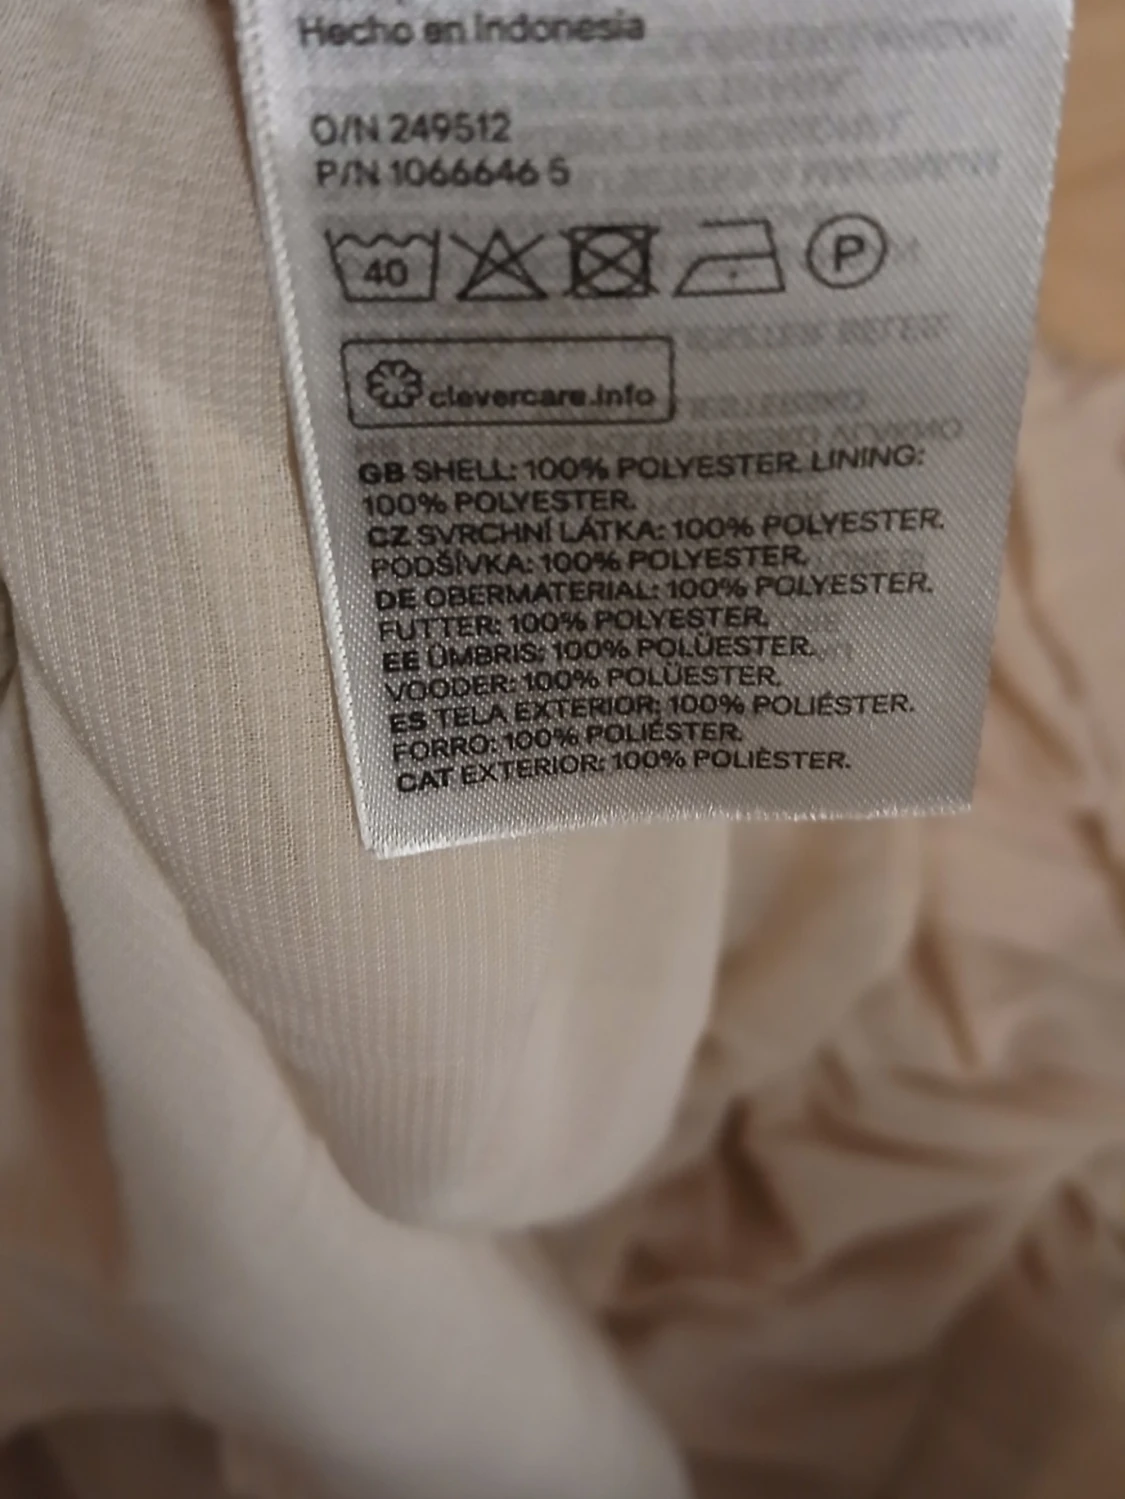 Hecho en Indonesia
O/N 249512
P/N 1066646 5
40
P
clevercare.info
GB SHELL: 100% POLYESTER. LINING:
100% POLYESTER.
CZ SVRCHNÍ LÁTKA: 100% POLYESTER.
PODŠÍVKA: 100% POLYESTER.
DE OBERMATERIAL: 100% POLYESTER.
FUTTER: 100% POLYESTER.
EE ÜMBRIS: 100% POLÜESTER.
VOODER: 100% POLÜESTER.
ES TELA EXTERIOR: 100% POLIÉSTER.
FORRO: 100% POLIÉSTER.
CAT EXTERIOR: 100% POLIÈSTER.